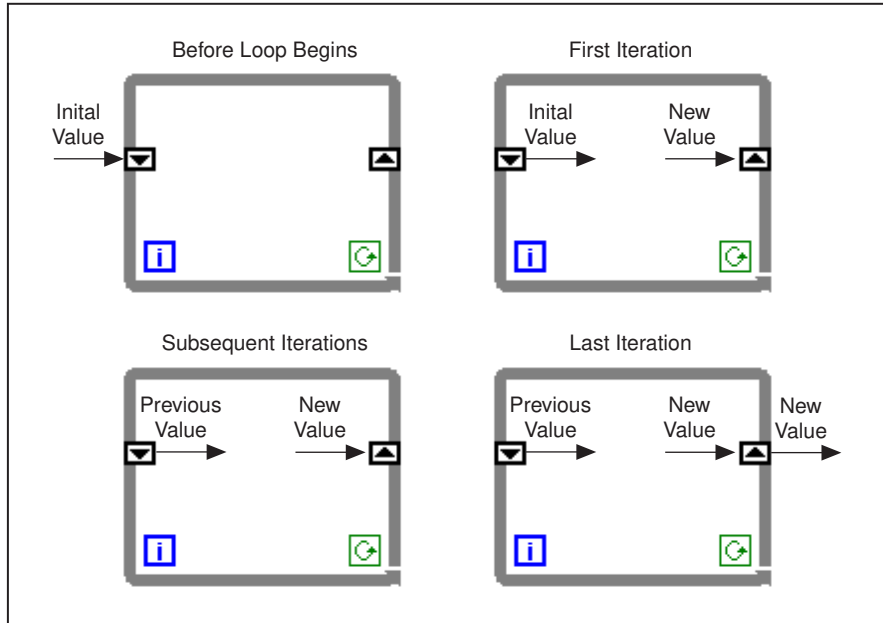 Before Loop Begins
Inital
Value
i
First Iteration
Inital
Value
New
Value
i
Subsequent Iterations
Previous
Value
New
Value
i
Last Iteration
Previous
Value
New
Value
New
Value
i